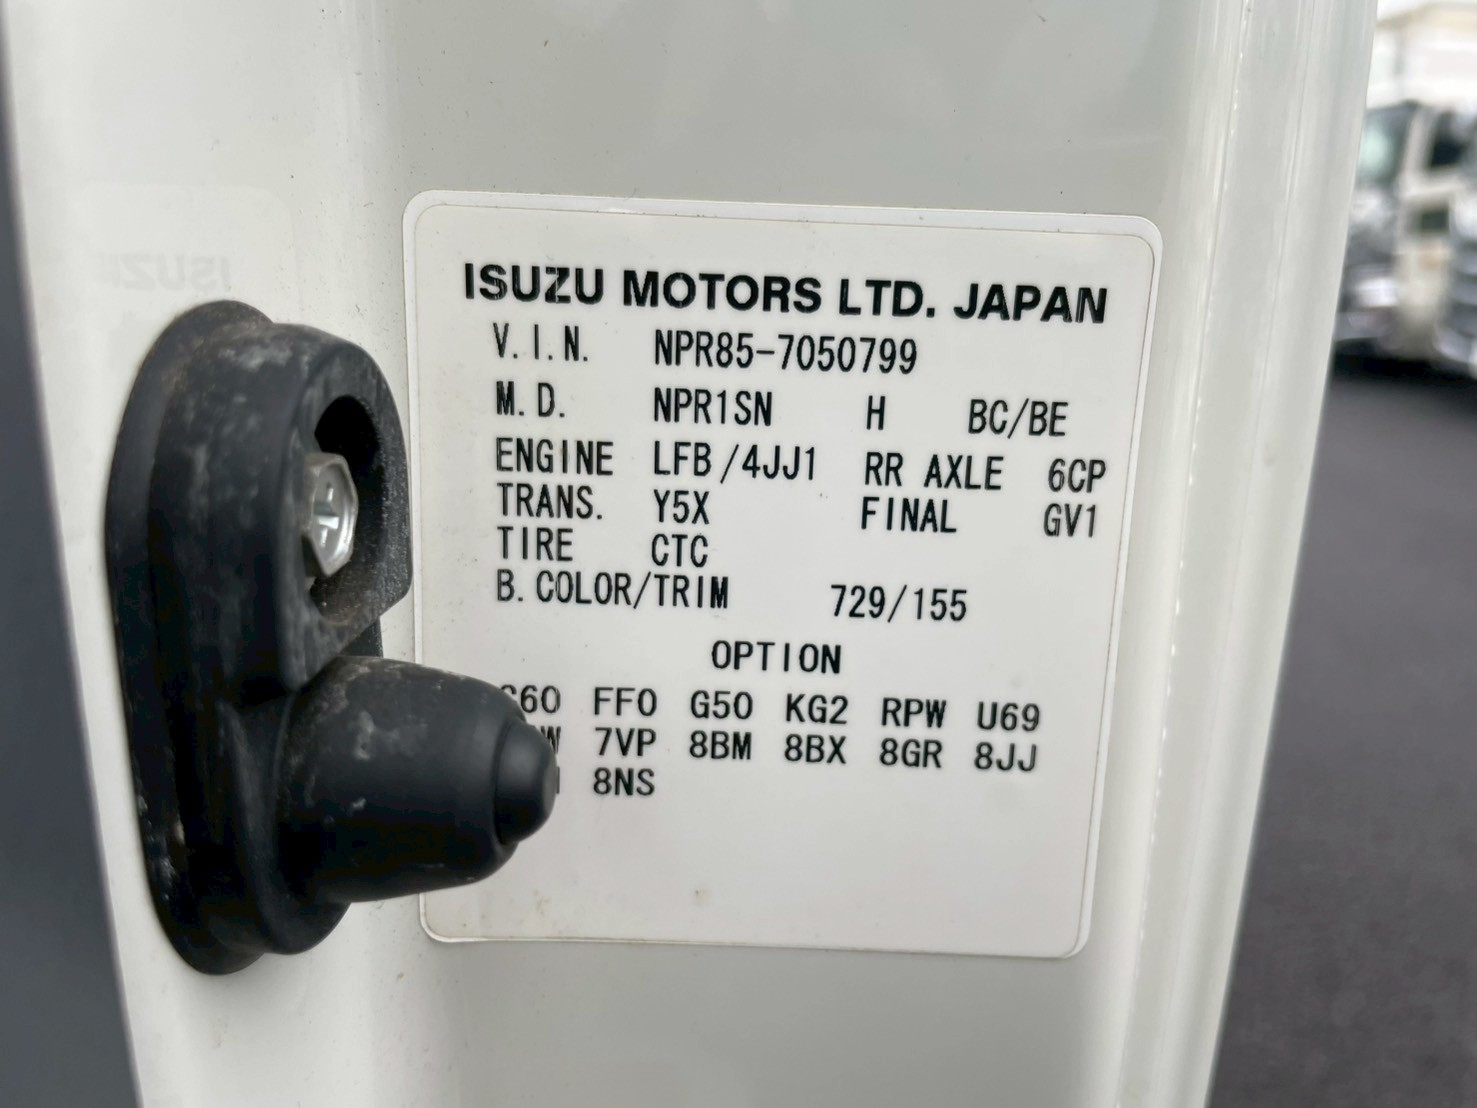 ISUZU MOTORS LTD. JAPAN
V.I.N. NPR85-7050799
M.D. NPR1SN H BC/BE
ENGINE LFB/4JJ1 RR AXLE 6CP
TRANS. Y5X FINAL GV1
TIRE CTC
B.COLOR/TRIM 729/155
OPTION
FF0 G50 KG2 RPW U69
7VP 8BM 8BX 8GR 8JJ
8NS